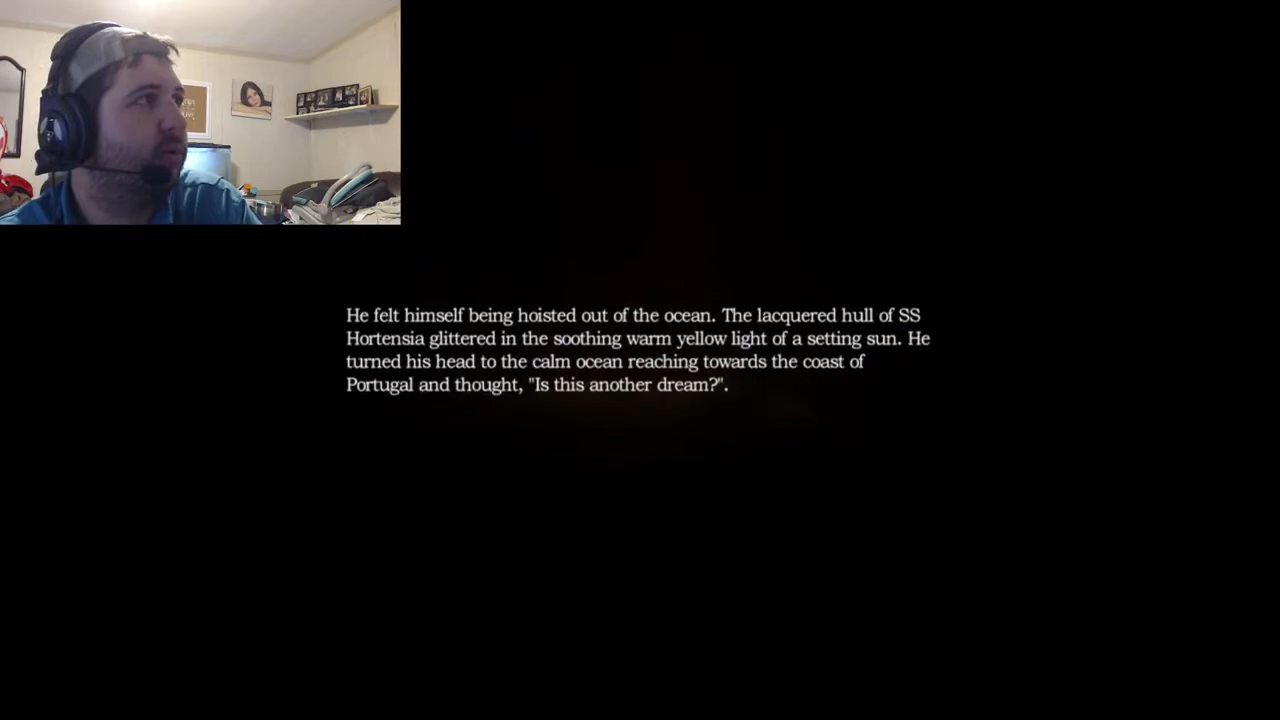 He felt himself being hoisted out of the ocean. The lacquered hull of SS
Hortensia glittered in the soothing warm yellow light of a setting sun. He
turned his head to the calm ocean reaching towards the coast of
Portugal and thought, "Is this another dream?".